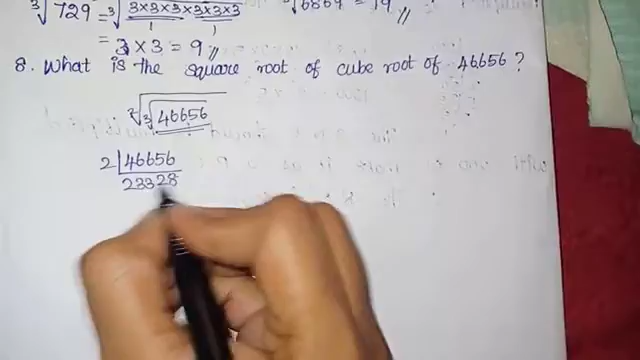 ∛729 = ∛3×3×3×3×3×3 ∛6859 = 19 //
= 3 × 3 = 9 //
8. What is the square root of cube root of 46656 ?
²√∛46656
2 | 46656
23328